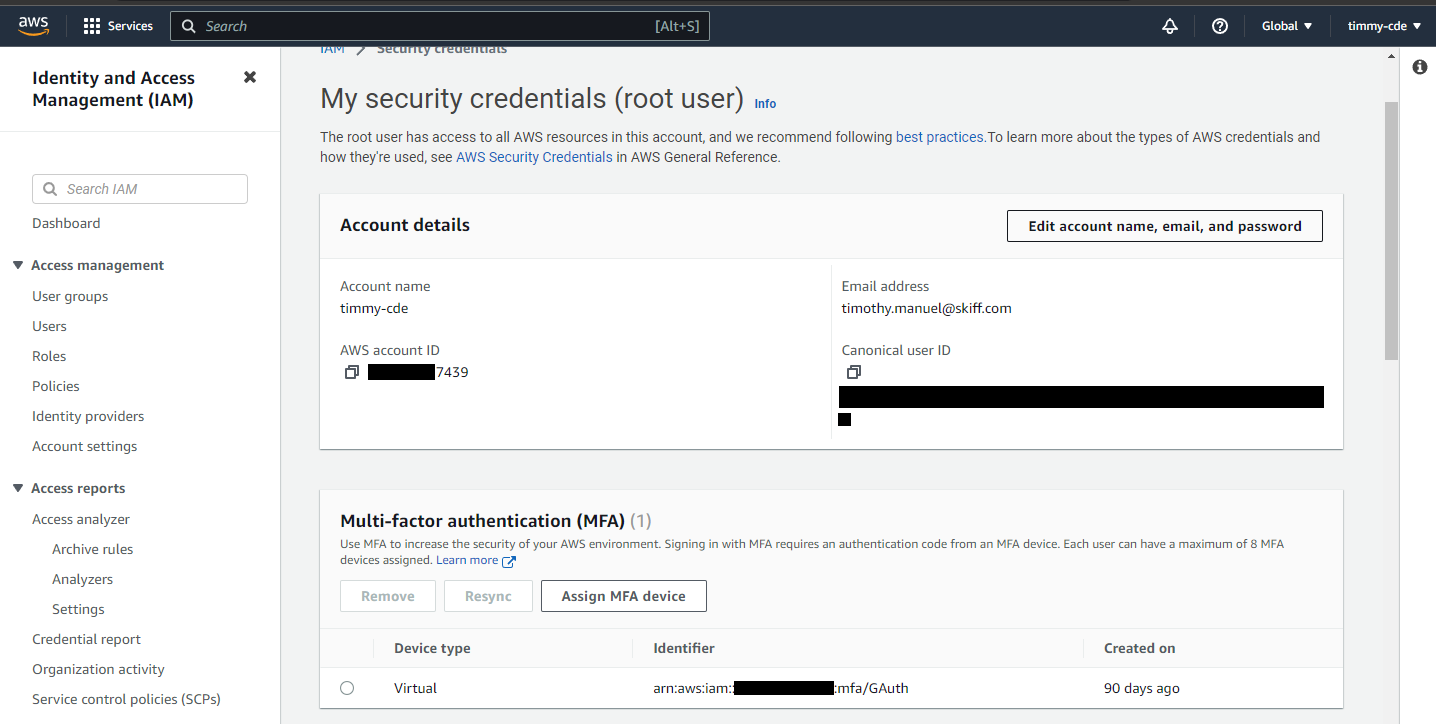 aws
Services
Search
[Alt+S]
Global
timmy-cde
Identity and Access
Management (IAM)
Search IAM
Dashboard
Access management
User groups
Users
Roles
Policies
Identity providers
Account settings
Access reports
Access analyzer
Archive rules
Analyzers
Settings
Credential report
Organization activity
Service control policies (SCPs)
IAM > Security credentials
My security credentials (root user) Info
The root user has access to all AWS resources in this account, and we recommend following best practices.To learn more about the types of AWS credentials and
how they're used, see AWS Security Credentials in AWS General Reference.
Account details
Edit account name, email, and password
Account name
timmy-cde
Email address
timothy.manuel@skiff.com
AWS account ID
7439
Canonical user ID
Multi-factor authentication (MFA) (1)
Use MFA to increase the security of your AWS environment. Signing in with MFA requires an authentication code from an MFA device. Each user can have a maximum of 8 MFA
devices assigned. Learn more
Remove
Resync
Assign MFA device
Device type
Identifier
Created on
Virtual
arn:aws:iam:: :mfa/GAuth
90 days ago